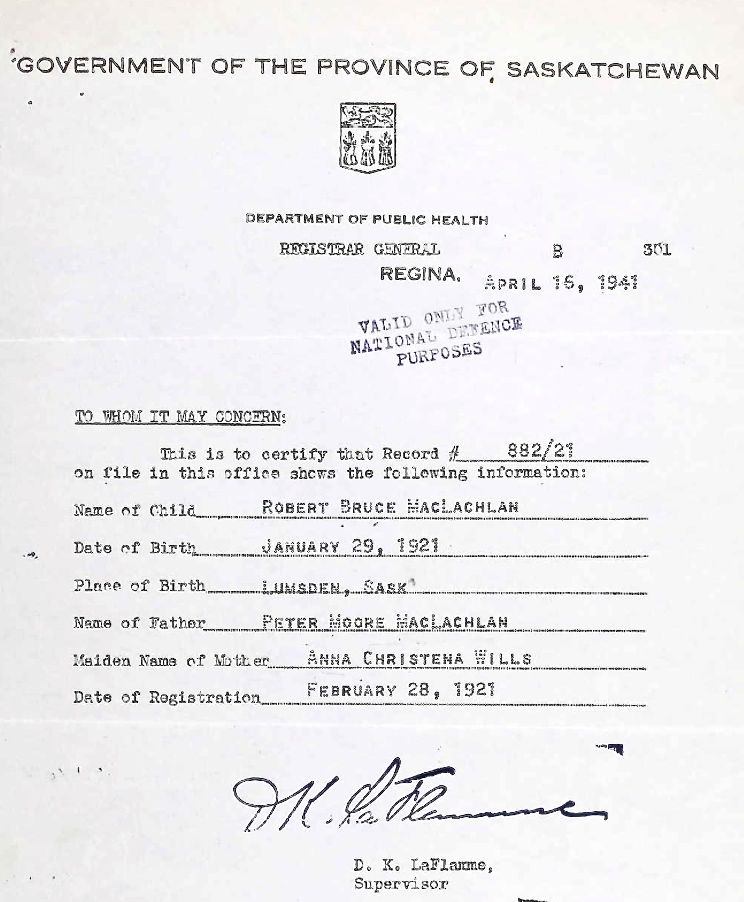 GOVERNMENT OF THE PROVINCE OF SASKATCHEWAN
DEPARTMENT OF PUBLIC HEALTH
REGISTRAR GENERAL B 301
REGINA, APRIL 16, 1941
VALID ONLY FOR
NATIONAL DEFENCE
PURPOSES
TO WHOM IT MAY CONCERN:
This is to certify that Record # 882/21
on file in this office shows the following information:
Name of Child ROBERT BRUCE MACLACHLAN
Date of Birth JANUARY 29, 1921
Place of Birth LUMSDEN, SASK
Name of Father PETER MOORE MACLACHLAN
Maiden Name of Mother ANNA CHRISTENA WILLS
Date of Registration FEBRUARY 28, 1921
D K. LaFlamme
D. K. LaFlamme,
Supervisor